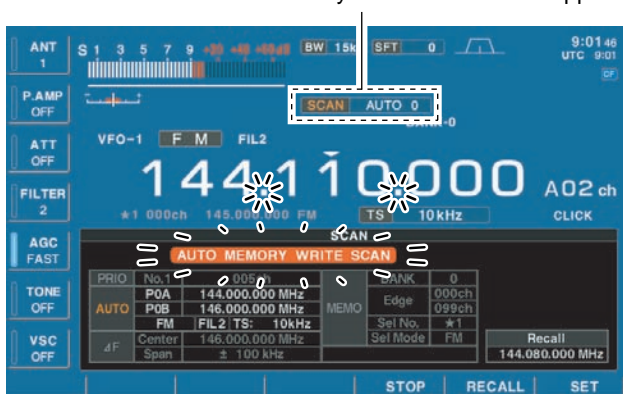 ANT 1
S 1 3 5 7 9 +20 +40 +60dB BW 15k SFT 0
9:01 46
UTC 9:01
CF
P.AMP OFF
SCAN AUTO 0
BANK-0
ATT OFF
VFO-1 FM FIL2
144.110.000 A02 ch
FILTER 2
★1 000ch 145.000.000 FM TS 10kHz CLICK
SCAN
AGC FAST
AUTO MEMORY WRITE SCAN
PRIO No.1 005ch BANK 0
TONE OFF
AUTO P0A 144.000.000 MHz MEMO Edge 000ch
P0B 146.000.000 MHz 099ch
FM FIL2 TS: 10kHz Sel No. ★1
VSC OFF
⊿F Center 146.000.000 MHz Sel Mode FM
Span ± 100 kHz
Recall
144.080.000 MHz
STOP RECALL SET